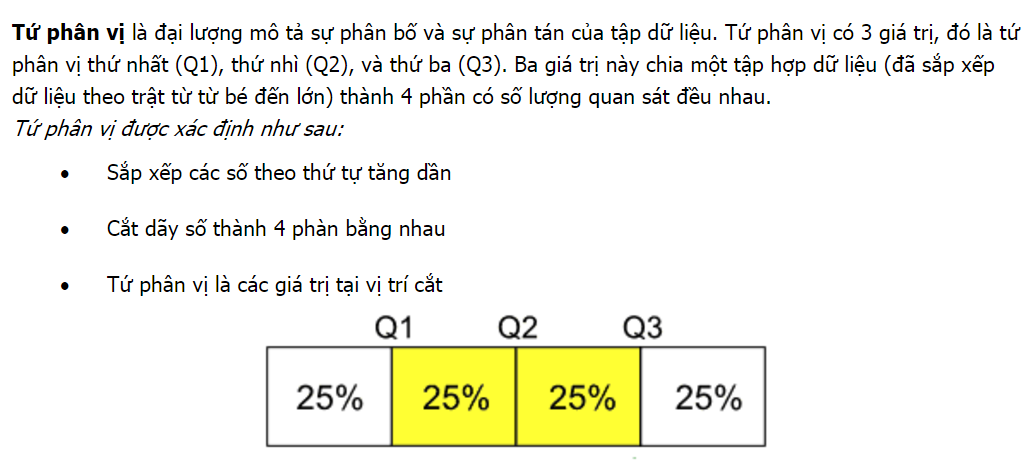 Tứ phân vị là đại lượng mô tả sự phân bố và sự phân tán của tập dữ liệu. Tứ phân vị có 3 giá trị, đó là tứ
phân vị thứ nhất (Q1), thứ nhì (Q2), và thứ ba (Q3). Ba giá trị này chia một tập hợp dữ liệu (đã sắp xếp
dữ liệu theo trật từ từ bé đến lớn) thành 4 phần có số lượng quan sát đều nhau.
Tứ phân vị được xác định như sau:
• Sắp xếp các số theo thứ tự tăng dần
• Cắt dãy số thành 4 phàn bằng nhau
• Tứ phân vị là các giá trị tại vị trí cắt
Q1 Q2 Q3
25% 25% 25% 25%